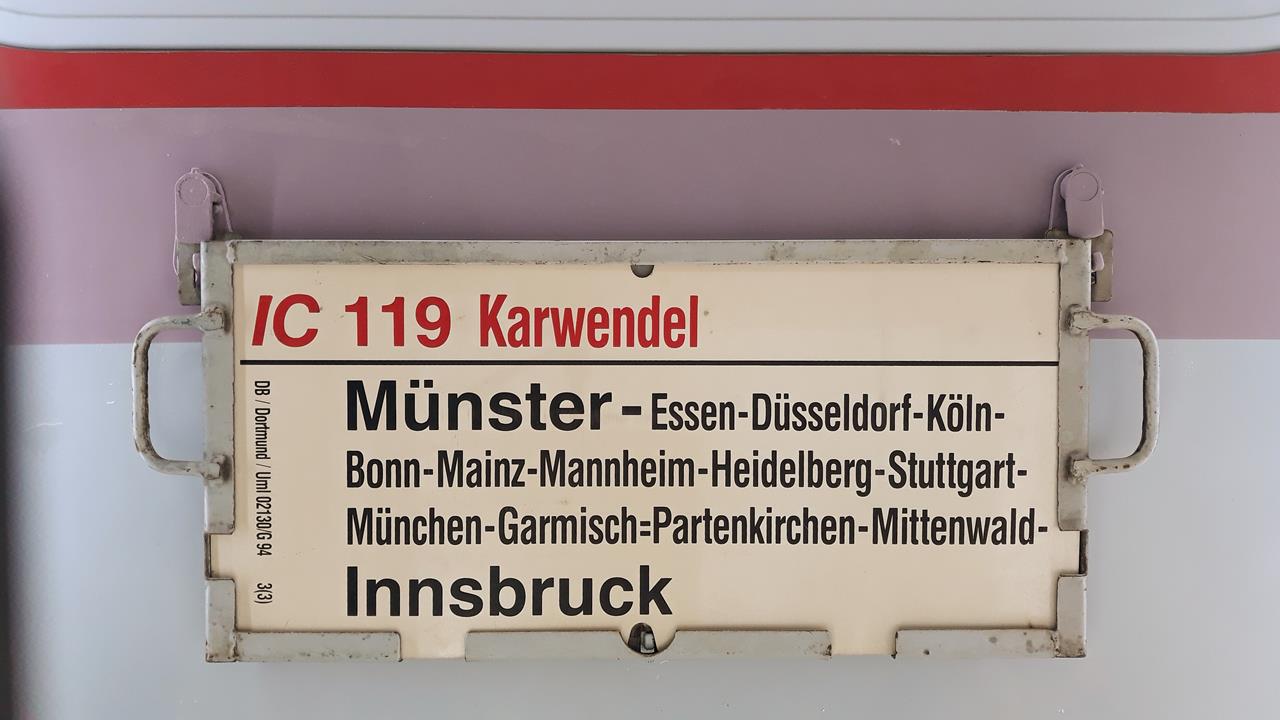 IC 119 Karwendel
Münster-Essen-Düsseldorf-Köln-
Bonn-Mainz-Mannheim-Heidelberg-Stuttgart-
München-Garmisch=Partenkirchen-Mittenwald-
Innsbruck
DB / Dortmund / Uml 02130/G 94 3(3)